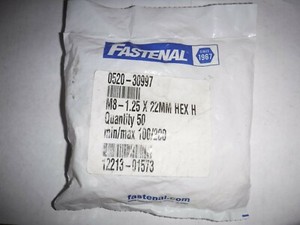 FASTENAL
SINCE 1967
0520-30997
M8-1.25 X 22MM HEX H
Quantity 50
min/max 100/200
12213-01573
fastenal.com